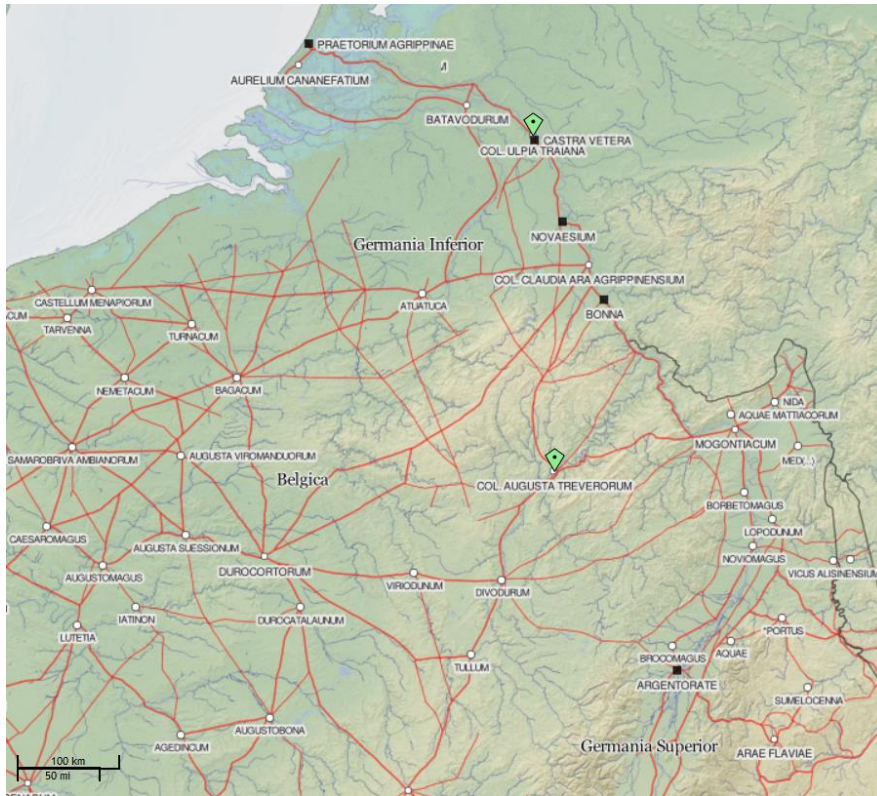 PRAETORIUM AGRIPPINAE
AURELIUM CANANEFATIUM
BATAVODURUM
CASTRA VETERA
COL. ULPIA TRAIANA
NOVAESIUM
Germania Inferior
COL. CLAUDIA ARA AGRIPPINENSIUM
CASTELLUM MENAPIORUM
ATUATUCA
BONNA
TARVENNA
TURNACUM
NEMETACUM
BAGACUM
NIDA
AQUAE MATTIACORUM
MOGONTIACUM
SAMAROBRIVA AMBIANORUM
AUGUSTA VIROMANDUORUM
MED(...)
Belgica
COL. AUGUSTA TREVERORUM
BORBETOMAGUS
LOPODUNUM
CAESAROMAGUS
AUGUSTA SUESSIONUM
NOVIOMAGUS
DUROCORTORUM
VICUS ALISINENSIUM
AUGUSTOMAGUS
VIRIODUNUM
DIVODURUM
IATINON
DUROCATALAUNUM
*PORTUS
LUTETIA
AQUAE
BROCOMAGUS
TULLUM
ARGENTORATE
SUMELOCENNA
AUGUSTOBONA
AGEDINCUM
Germania Superior
ARAE FLAVIAE
100 km
50 mi